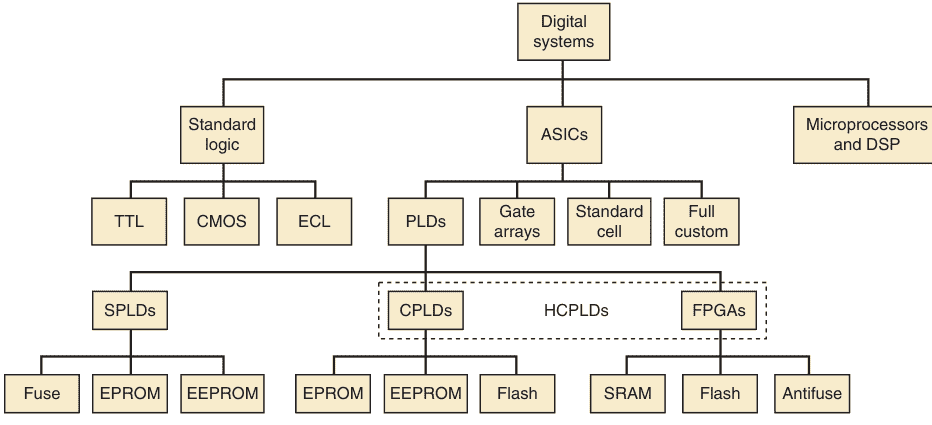 Digital
systems
Standard
logic
ASICs
Microprocessors
and DSP
TTL
CMOS
ECL
PLDs
Gate
arrays
Standard
cell
Full
custom
SPLDs
CPLDs
HCPLDs
FPGAs
Fuse
EPROM
EEPROM
EPROM
EEPROM
Flash
SRAM
Flash
Antifuse